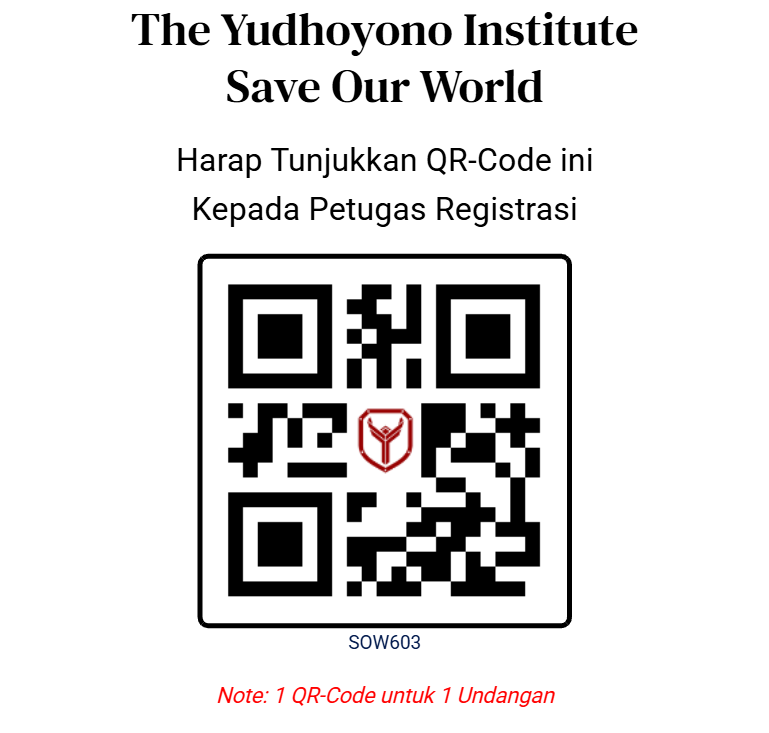 The Yudhoyono Institute
Save Our World
Harap Tunjukkan QR-Code ini
Kepada Petugas Registrasi
SOW603
Note: 1 QR-Code untuk 1 Undangan